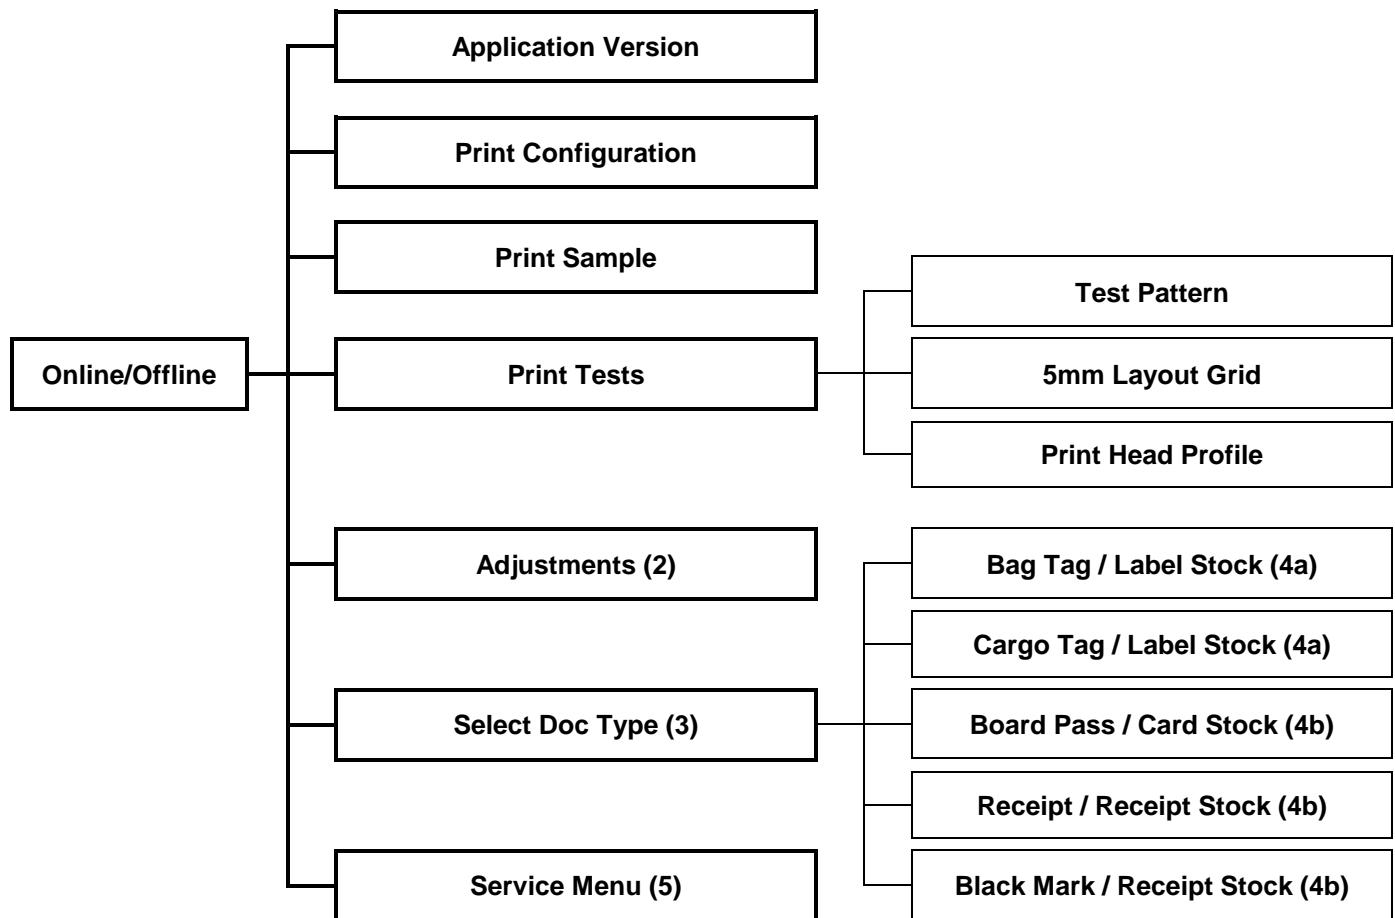 Application Version
Print Configuration
Print Sample
Online/Offline
Print Tests
Test Pattern
5mm Layout Grid
Print Head Profile
Adjustments (2)
Select Doc Type (3)
Bag Tag / Label Stock (4a)
Cargo Tag / Label Stock (4a)
Board Pass / Card Stock (4b)
Receipt / Receipt Stock (4b)
Black Mark / Receipt Stock (4b)
Service Menu (5)